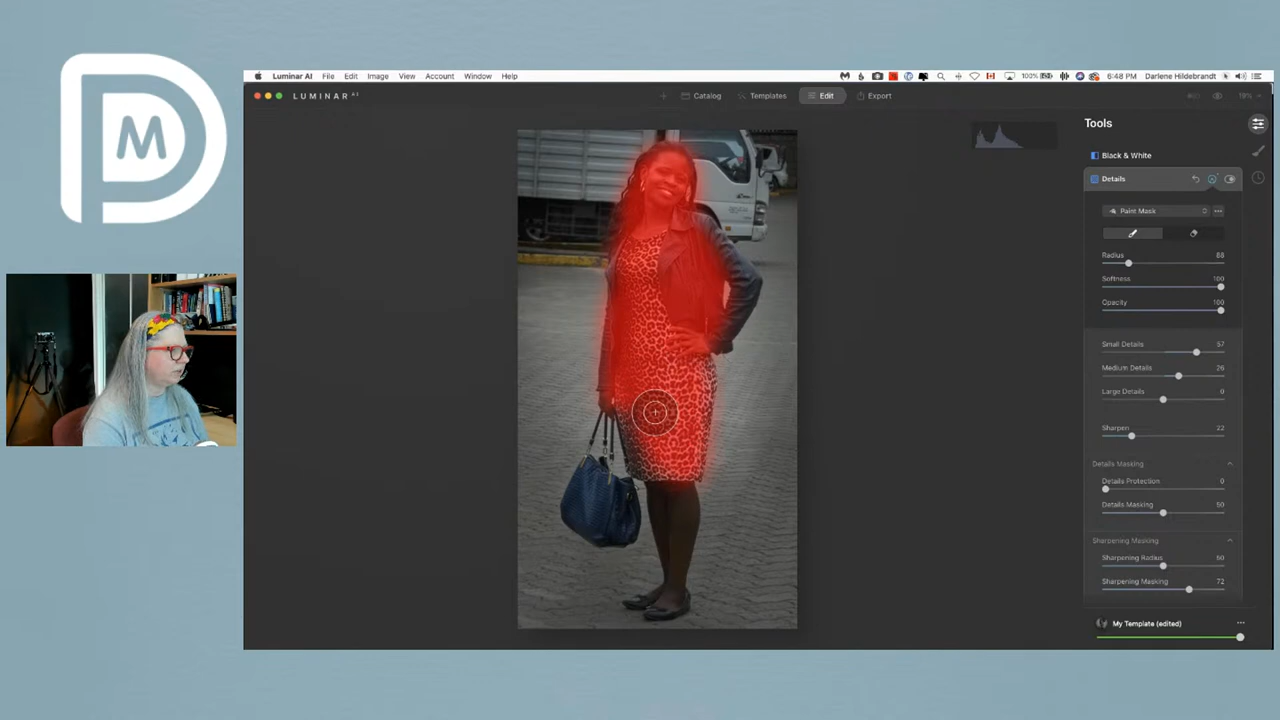 DM
Luminar AI File Edit Image View Account Window Help 100% 6:48 PM Darlene Hildebrandt
LUMINAR AI Catalog Templates Edit Export 19%
Tools
Black & White
Details
Paint Mask
Radius 88
Softness 100
Opacity 100
Small Details 57
Medium Details 26
Large Details 0
Sharpen 22
Details Masking
Details Protection 0
Details Masking 50
Sharpening Masking
Sharpening Radius 50
Sharpening Masking 72
My Template (edited)